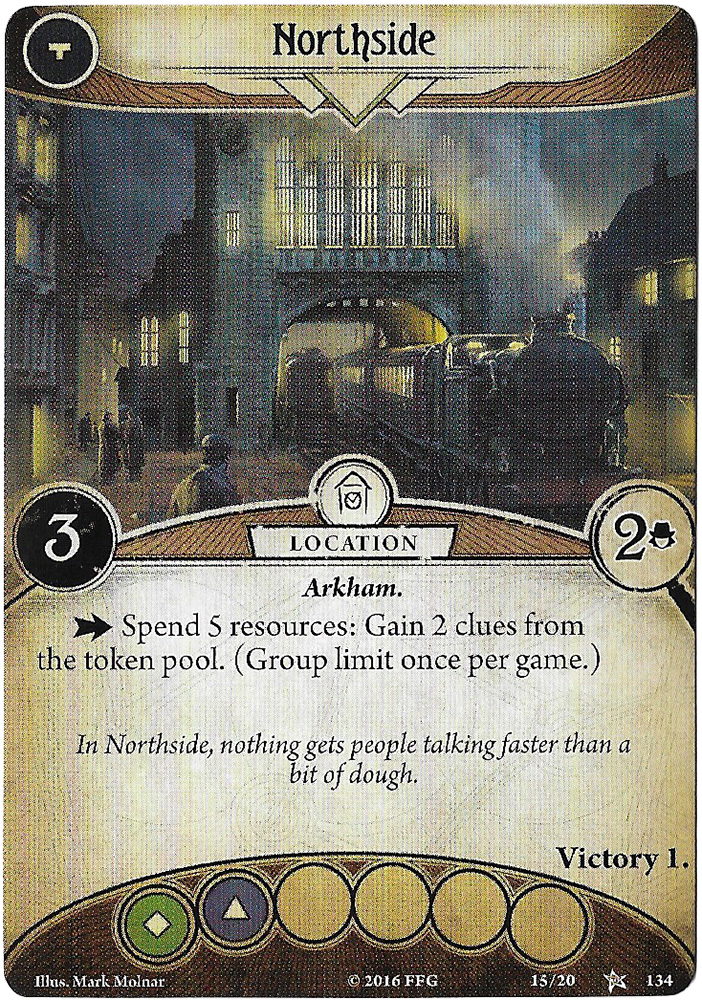 Northside
3
LOCATION
2
Arkham.
Spend 5 resources: Gain 2 clues from
the token pool. (Group limit once per game.)
In Northside, nothing gets people talking faster than a
bit of dough.
Victory 1.
Illus. Mark Molnar
© 2016 FFG
15/20
134